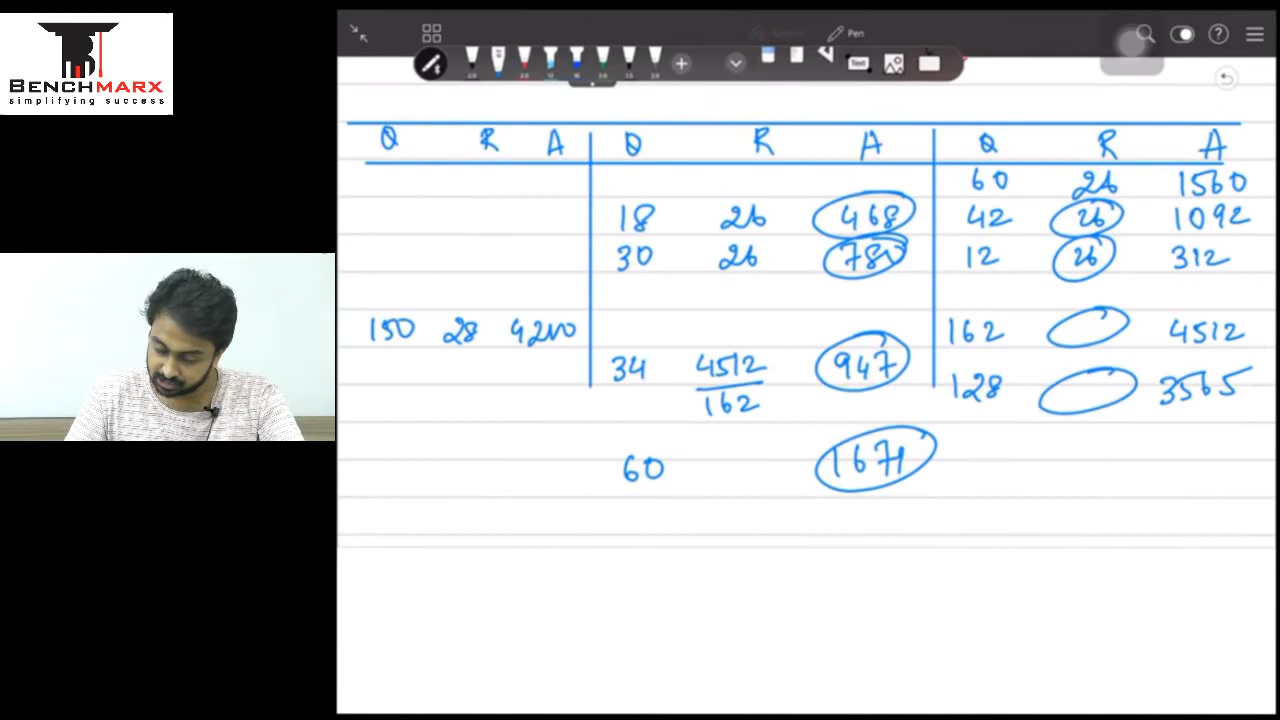 BENCHMARX
simplifying success
Pen
Text
Q R A Q R A Q R A
60 26 1560
18 26 468 42 26 1092
30 26 780 12 26 312
150 28 4200 162 4512
34 4512/162 947 128 3565
60 1671